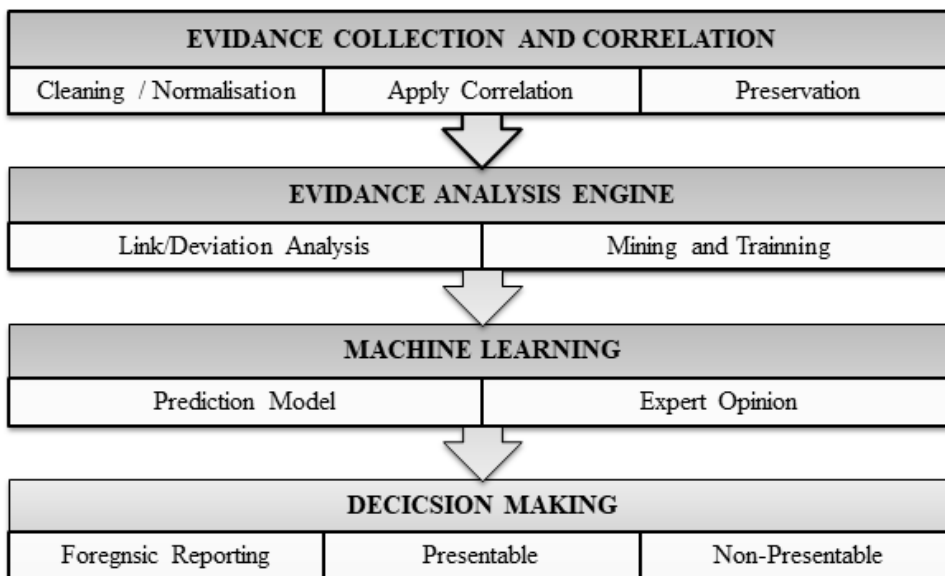 EVIDANCE COLLECTION AND CORRELATION
Cleaning / Normalisation Apply Correlation Preservation
EVIDANCE ANALYSIS ENGINE
Link/Deviation Analysis Mining and Trainning
MACHINE LEARNING
Prediction Model Expert Opinion
DECICSION MAKING
Foregnsic Reporting Presentable Non-Presentable